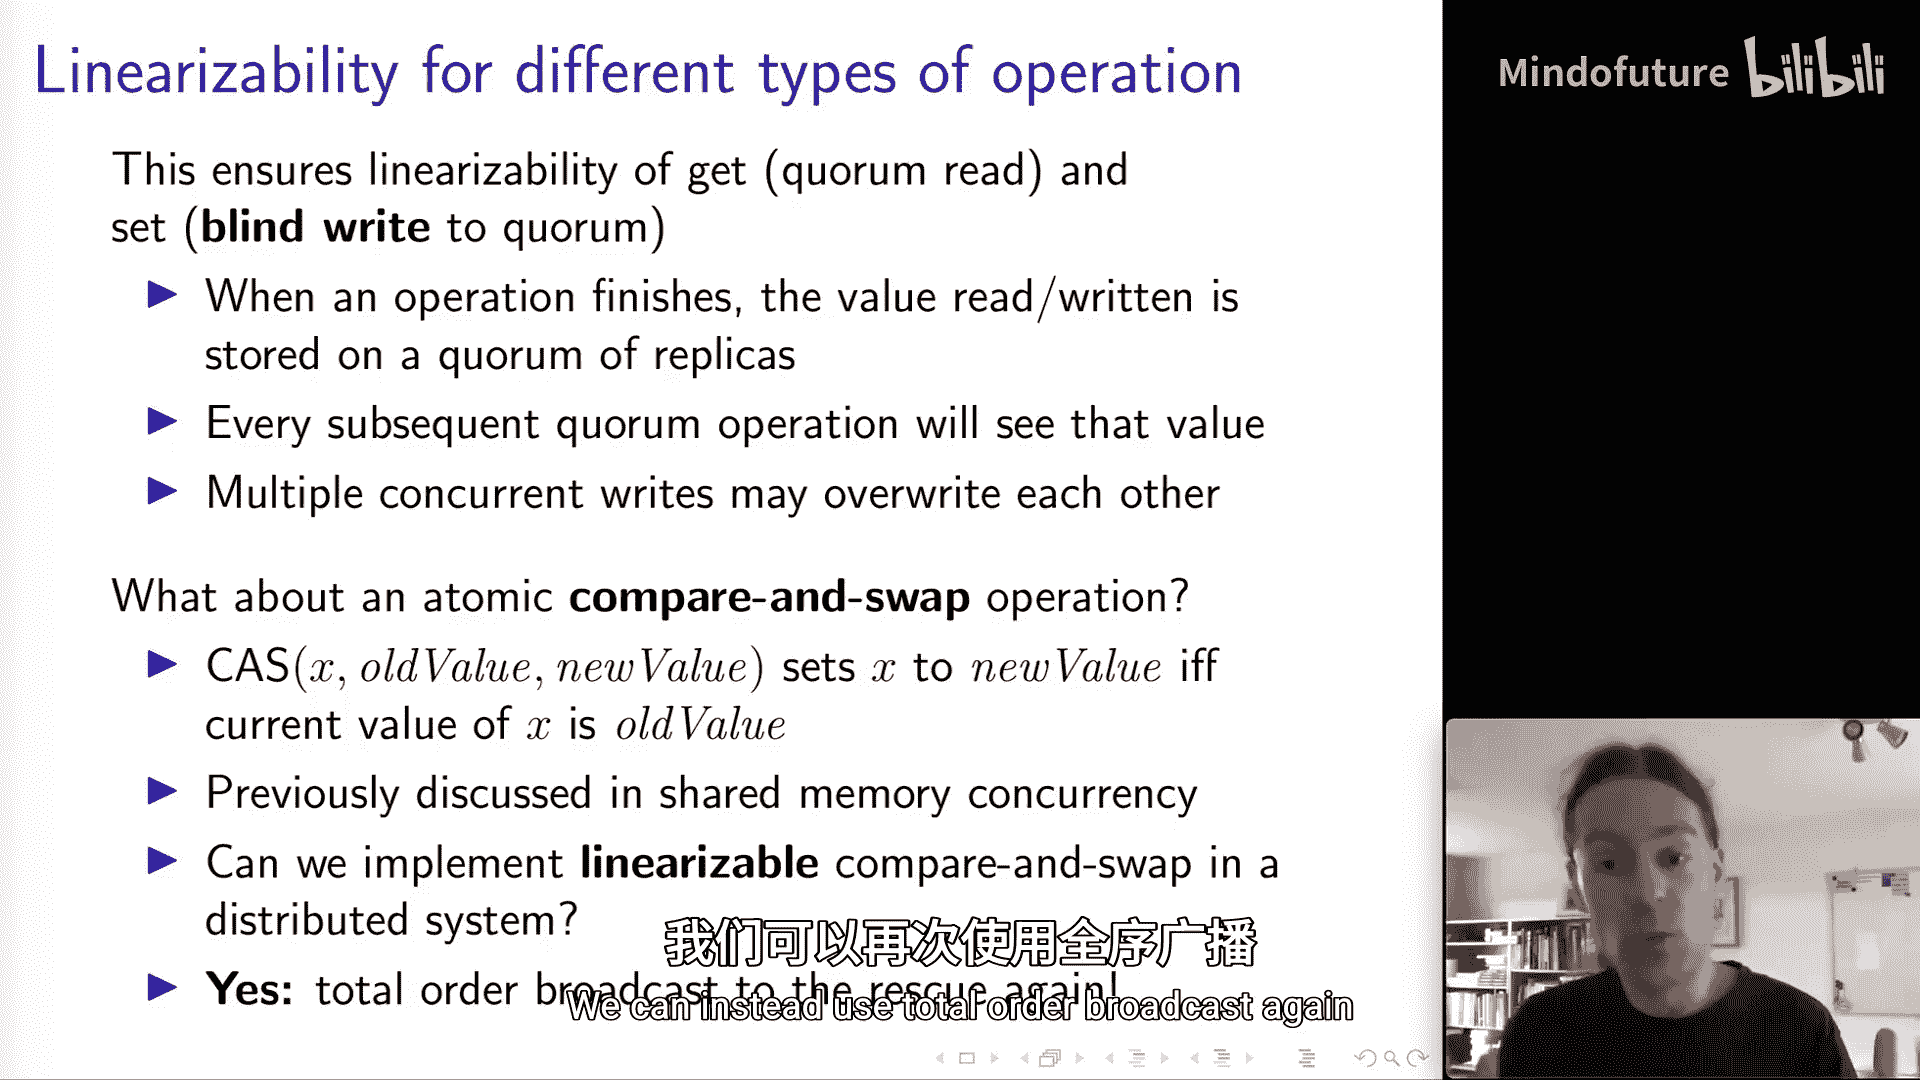 Linearizability for different types of operation
Mindofuture bilibili
This ensures linearizability of get (quorum read) and
set (blind write to quorum)
▶ When an operation finishes, the value read/written is
stored on a quorum of replicas
▶ Every subsequent quorum operation will see that value
▶ Multiple concurrent writes may overwrite each other
What about an atomic compare-and-swap operation?
▶ CAS(x, oldValue, newValue) sets x to newValue iff
current value of x is oldValue
▶ Previously discussed in shared memory concurrency
▶ Can we implement linearizable compare-and-swap in a
distributed system?
我们可以再次使用全序广播
▶ Yes: total order broadcast to the rescue again!
We can instead use total order broadcast again